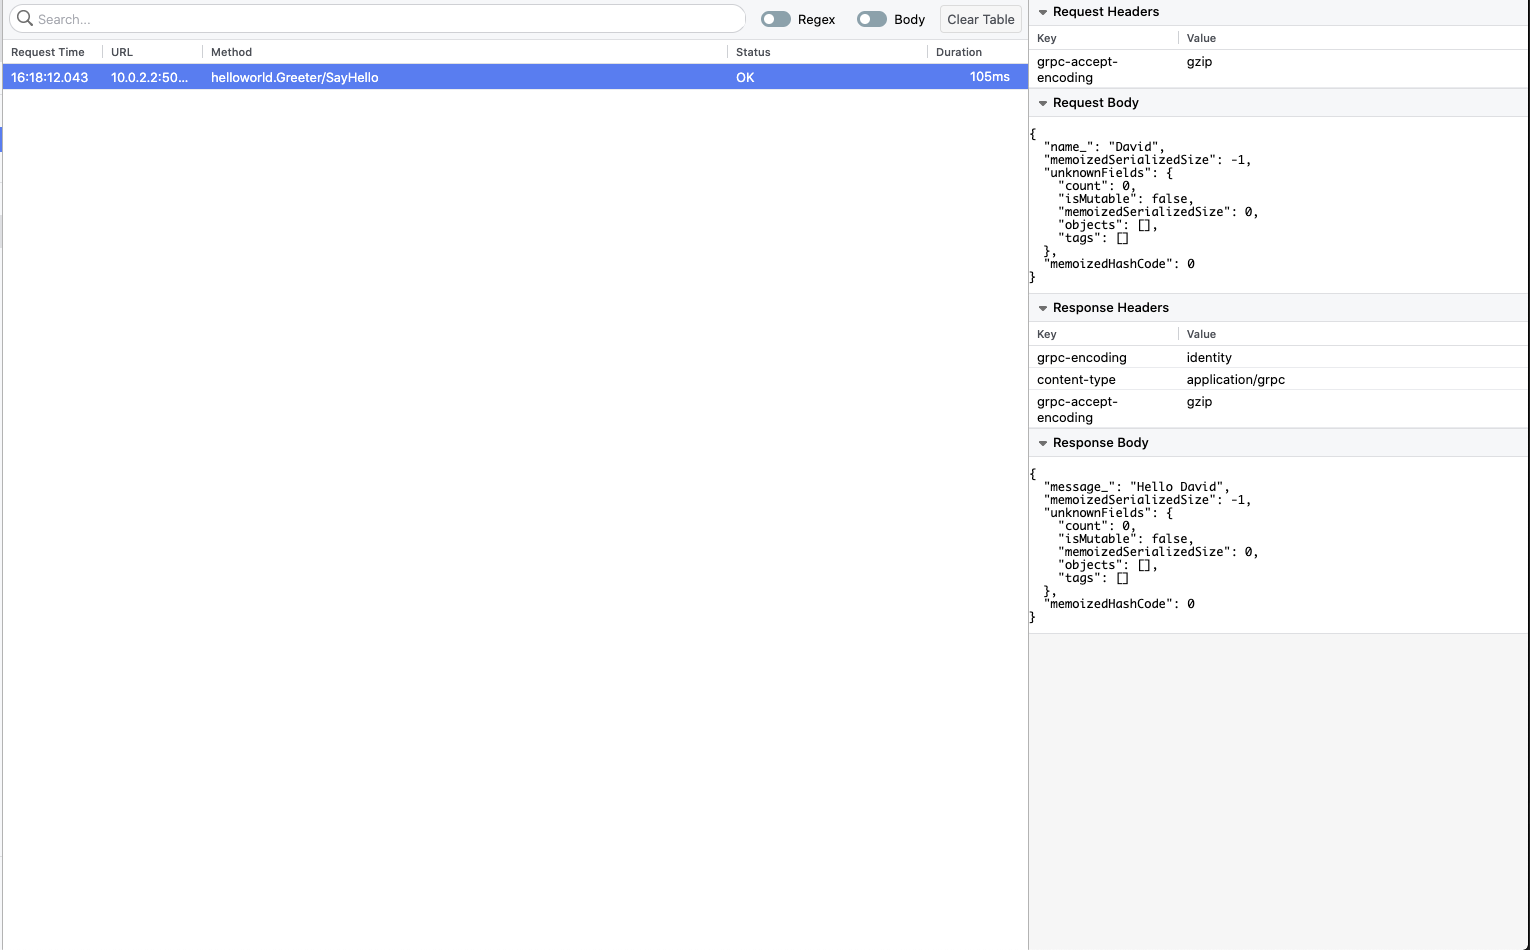 Search... Regex Body Clear Table
Request Time URL Method Status Duration
16:18:12.043 10.0.2.2:50... helloworld.Greeter/SayHello OK 105ms
Request Headers
Key Value
grpc-accept- gzip
encoding
Request Body
{
  "name_": "David",
  "memoizedSerializedSize": -1,
  "unknownFields": {
    "count": 0,
    "isMutable": false,
    "memoizedSerializedSize": 0,
    "objects": [],
    "tags": []
  },
  "memoizedHashCode": 0
}
Response Headers
Key Value
grpc-encoding identity
content-type application/grpc
grpc-accept- gzip
encoding
Response Body
{
  "message_": "Hello David",
  "memoizedSerializedSize": -1,
  "unknownFields": {
    "count": 0,
    "isMutable": false,
    "memoizedSerializedSize": 0,
    "objects": [],
    "tags": []
  },
  "memoizedHashCode": 0
}